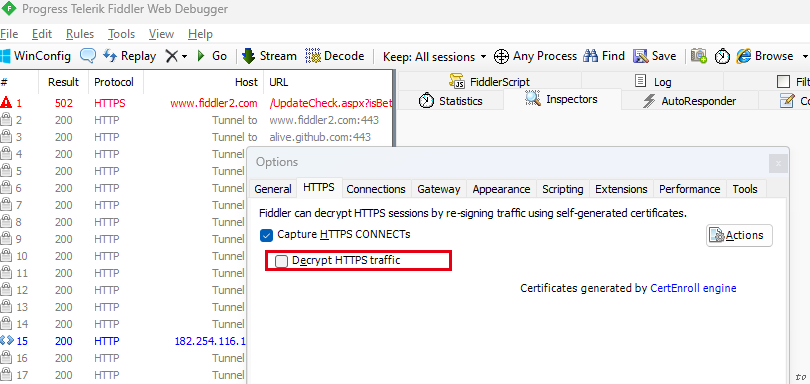 Progress Telerik Fiddler Web Debugger
File Edit Rules Tools View Help
WinConfig Replay Go Stream Decode Keep: All sessions Any Process Find Save Browse
# Result Protocol Host URL
FiddlerScript Log
Statistics Inspectors AutoResponder
1 502 HTTPS www.fiddler2.com /UpdateCheck.aspx?isBet
2 200 HTTP Tunnel to www.fiddler2.com:443
3 200 HTTP Tunnel to alive.github.com:443
4 200 HTTP Tunnel
5 200 HTTP Tunnel
6 200 HTTP Tunnel
7 200 HTTP Tunnel
8 200 HTTP Tunnel
9 200 HTTP Tunnel
10 200 HTTP Tunnel
11 200 HTTP Tunnel
12 200 HTTP Tunnel
13 200 HTTP Tunnel
14 200 HTTP Tunnel
15 200 HTTP 182.254.116.1
16 200 HTTP Tunnel
17 200 HTTP Tunnel
Options
General HTTPS Connections Gateway Appearance Scripting Extensions Performance Tools
Fiddler can decrypt HTTPS sessions by re-signing traffic using self-generated certificates.
Capture HTTPS CONNECTs
Actions
Decrypt HTTPS traffic
Certificates generated by CertEnroll engine
to